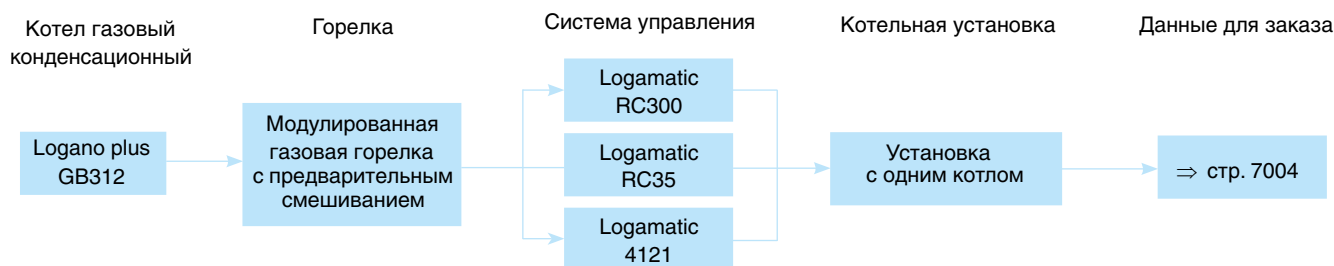 Котел газовый
конденсационный
Горелка
Система управления
Котельная установка
Данные для заказа
Logano plus
GB312
Модулированная
газовая горелка
с предварительным
смешиванием
Logamatic
RC300
Logamatic
RC35
Logamatic
4121
Установка
с одним котлом
⇒ стр. 7004